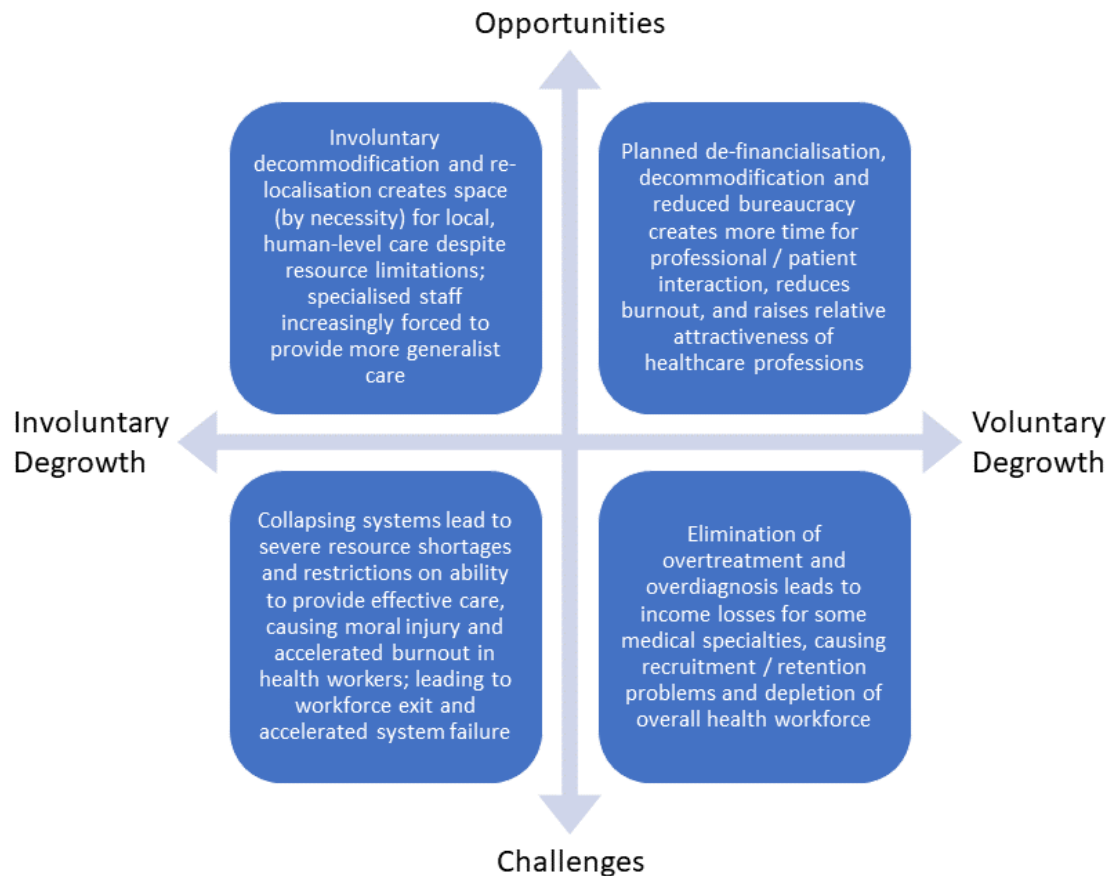 Opportunities
Involuntary
decommodification and re-
localisation creates space
(by necessity) for local,
human-level care despite
resource limitations;
specialised staff
increasingly forced to
provide more generalist
care
Planned de-financialisation,
decommodification and
reduced bureaucracy
creates more time for
professional / patient
interaction, reduces
burnout, and raises relative
attractiveness of
healthcare professions
Involuntary
Degrowth
Voluntary
Degrowth
Collapsing systems lead to
severe resource shortages
and restrictions on ability
to provide effective care,
causing moral injury and
accelerated burnout in
health workers; leading to
workforce exit and
accelerated system failure
Elimination of
overtreatment and
overdiagnosis leads to
income losses for some
medical specialties, causing
recruitment / retention
problems and depletion of
overall health workforce
Challenges